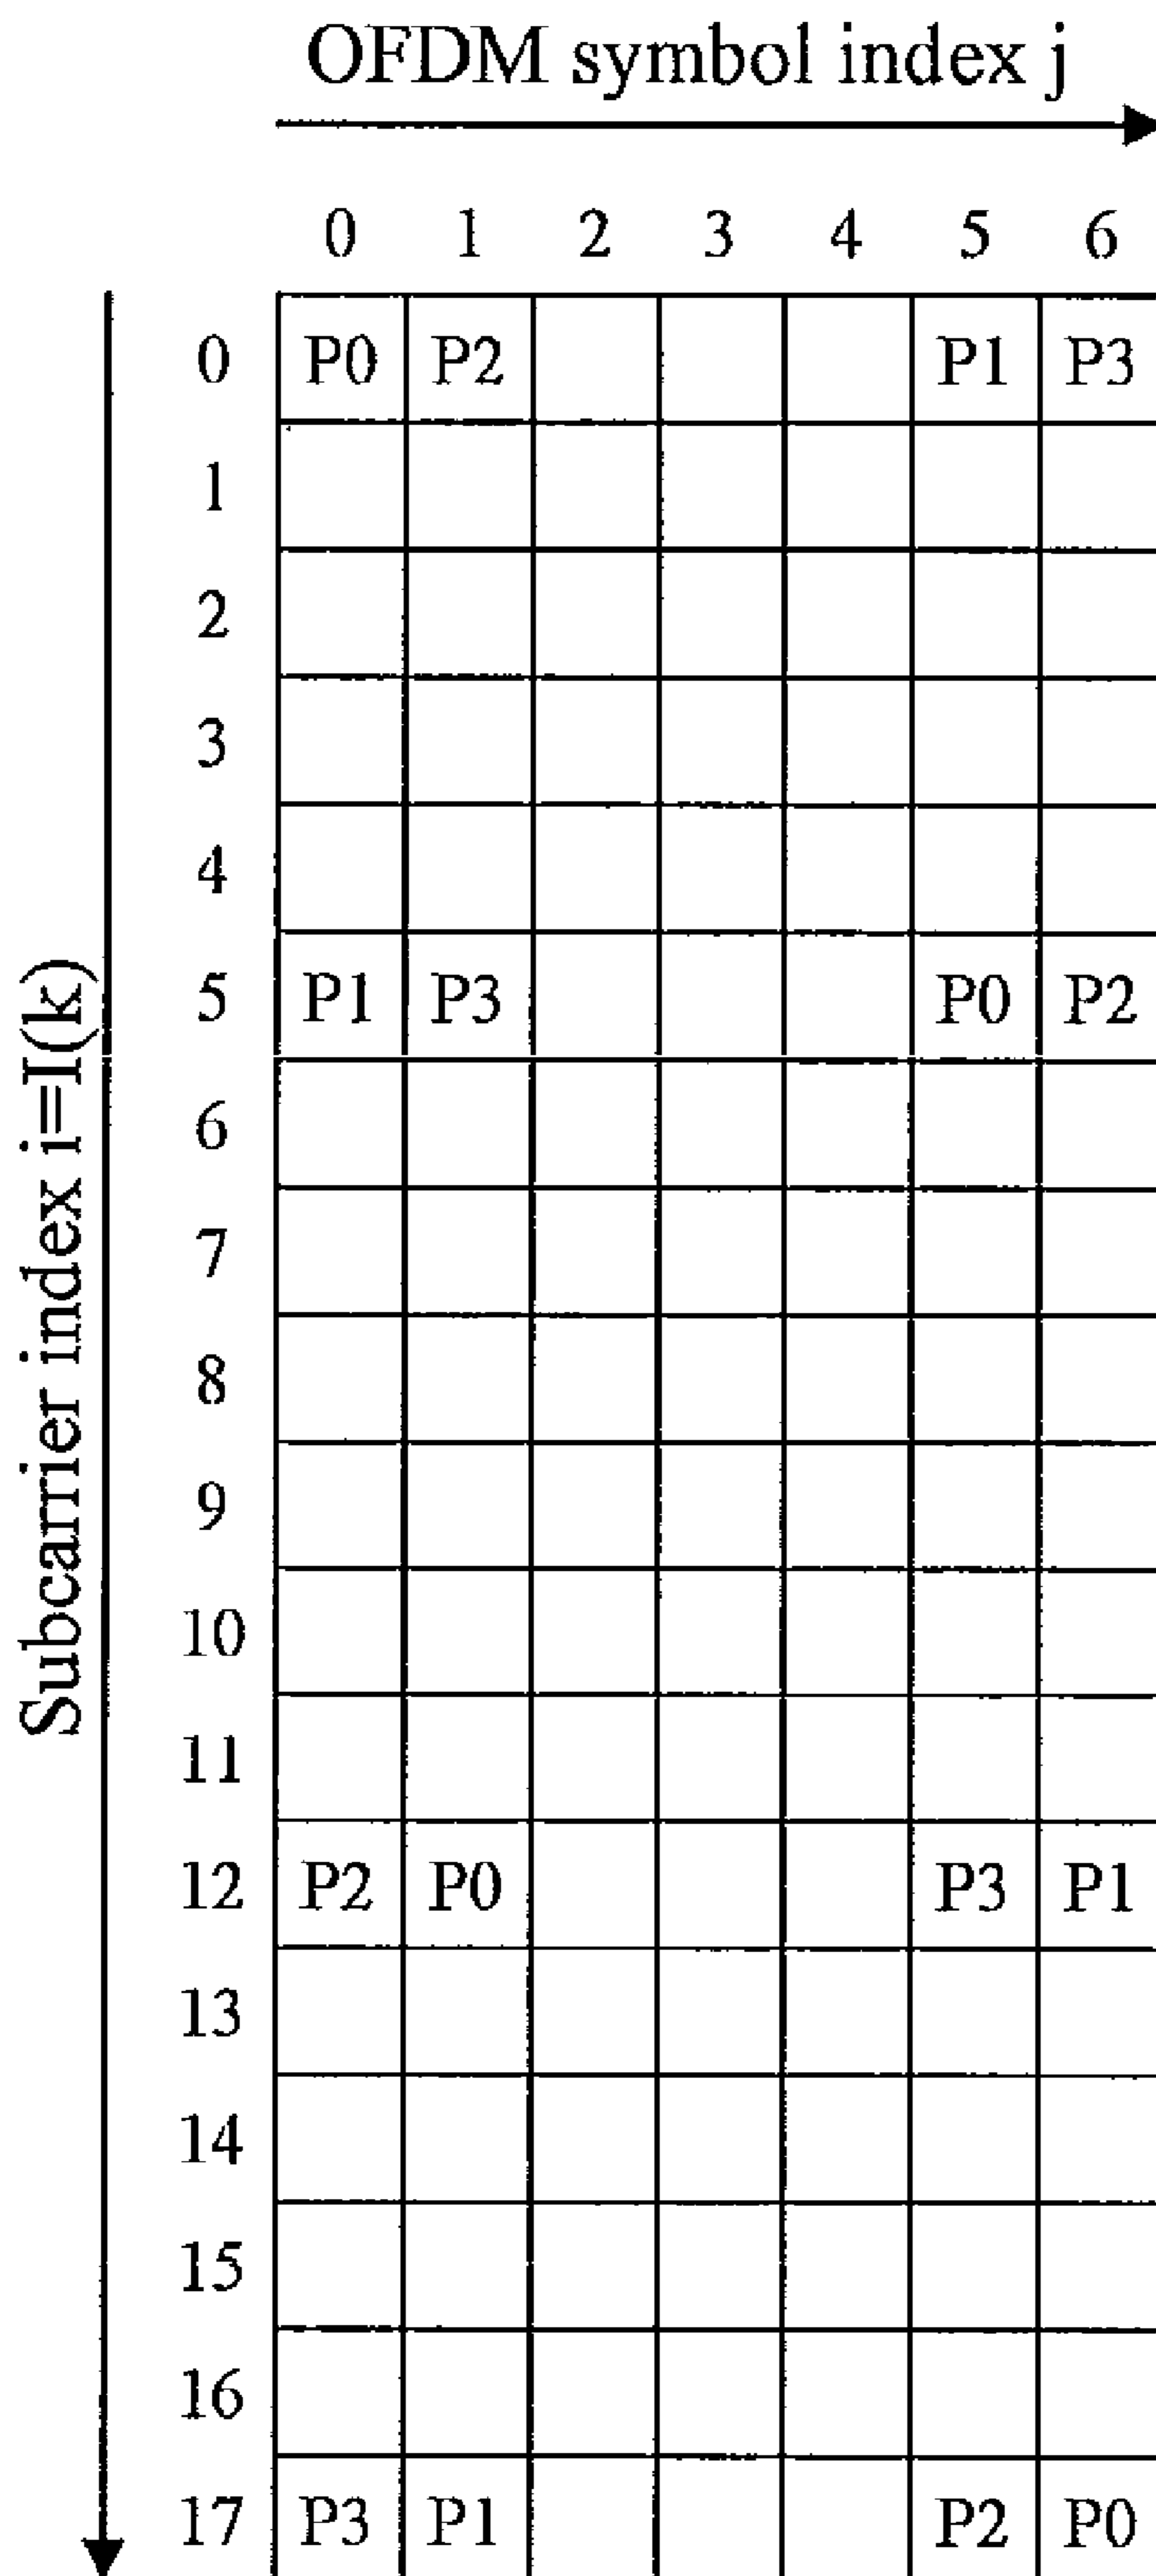 OFDM symbol index j
0 1 2 3 4 5 6
Subcarrier index i=I(k)
0 P0 P2 P1 P3
1
2
3
4
5 P1 P3 P0 P2
6
7
8
9
10
11
12 P2 P0 P3 P1
13
14
15
16
17 P3 P1 P2 P0